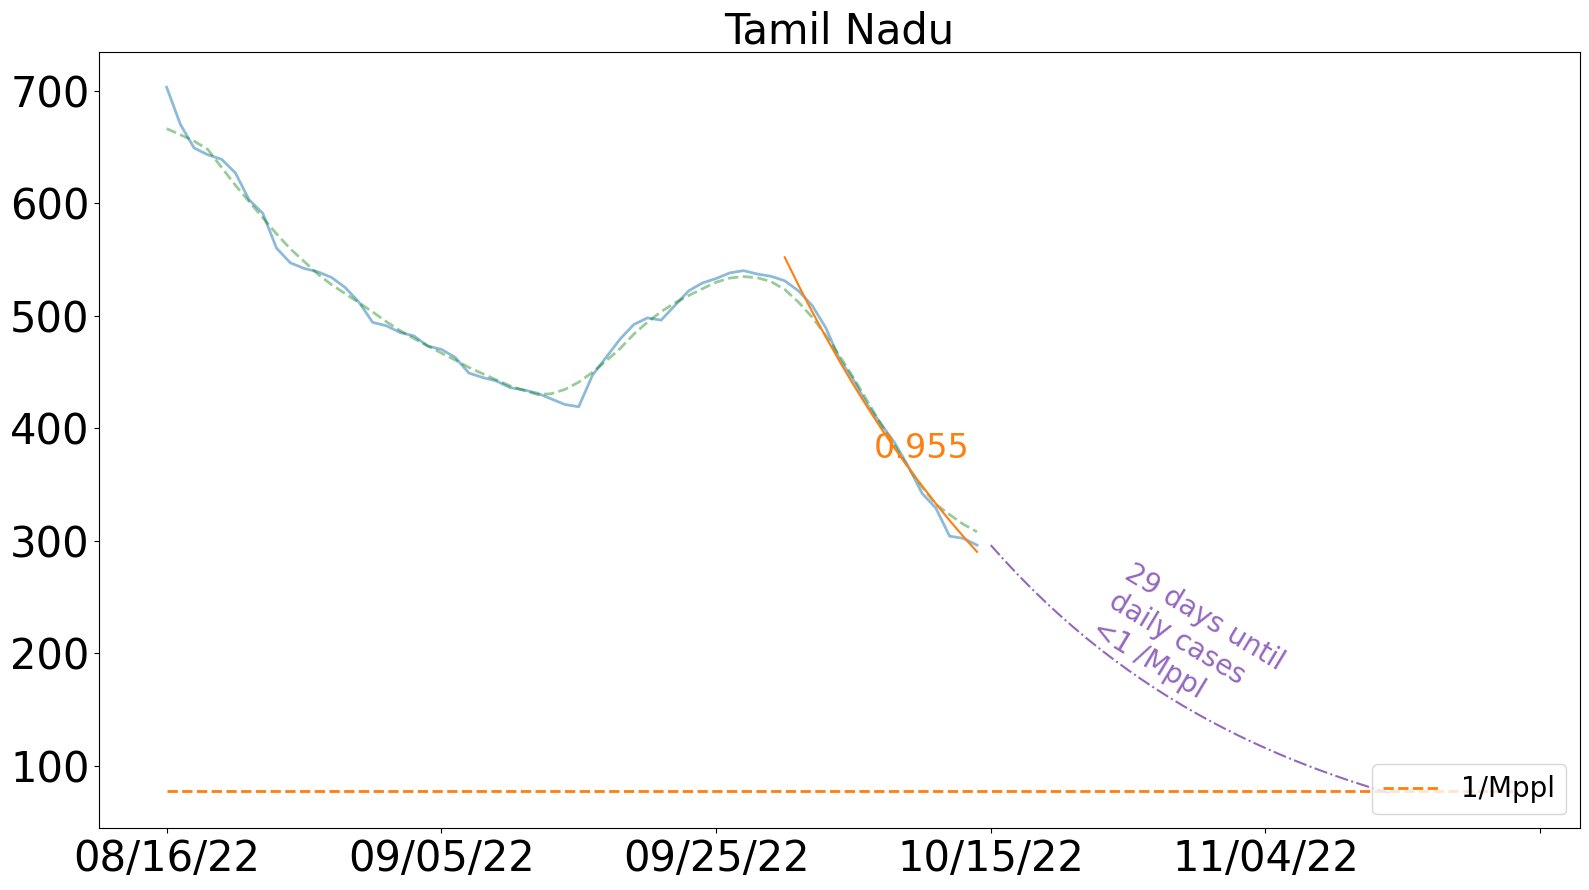 Tamil Nadu
700
600
500
400
300
200
100
0.955
29 days until
daily cases
<1 /Mppl
1/Mppl
08/16/22
09/05/22
09/25/22
10/15/22
11/04/22